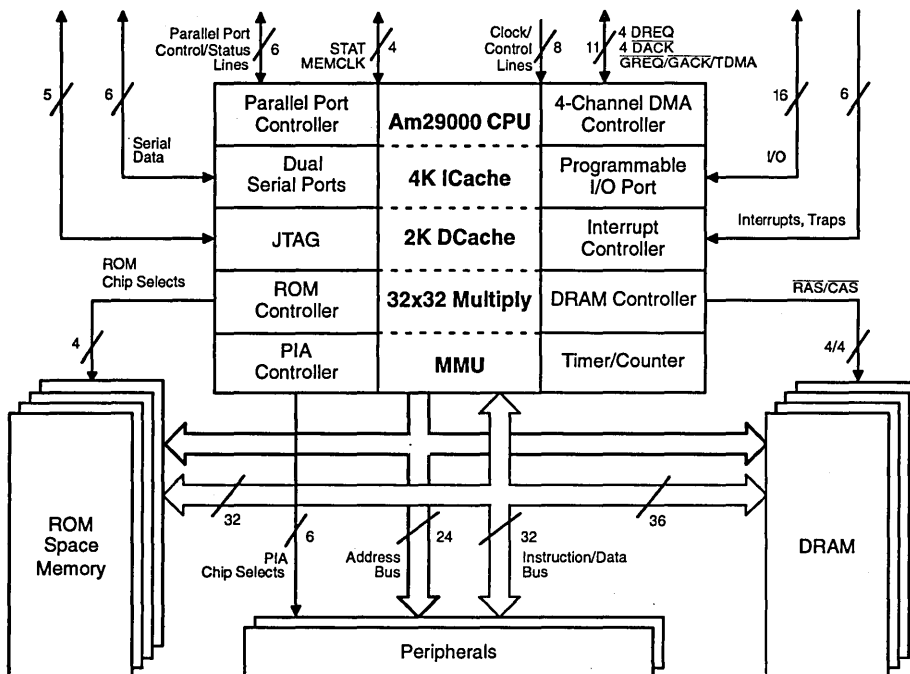 Parallel Port
Control/Status
Lines
6
STAT
MEMCLK
4
Clock/
Control
Lines
8
11
4 DREQ
4 DACK
GREQ/GACK/TDMA
5
6
16
6
Serial
Data
I/O
Interrupts, Traps
Parallel Port
Controller
Am29000 CPU
4-Channel DMA
Controller
Dual
Serial Ports
4K ICache
Programmable
I/O Port
JTAG
2K DCache
Interrupt
Controller
ROM
Controller
32x32 Multiply
DRAM Controller
PIA
Controller
MMU
Timer/Counter
ROM
Chip Selects
4
RAS/CAS
4/4
32
36
6
24
32
PIA
Chip Selects
Address
Bus
Instruction/Data
Bus
ROM
Space
Memory
DRAM
Peripherals